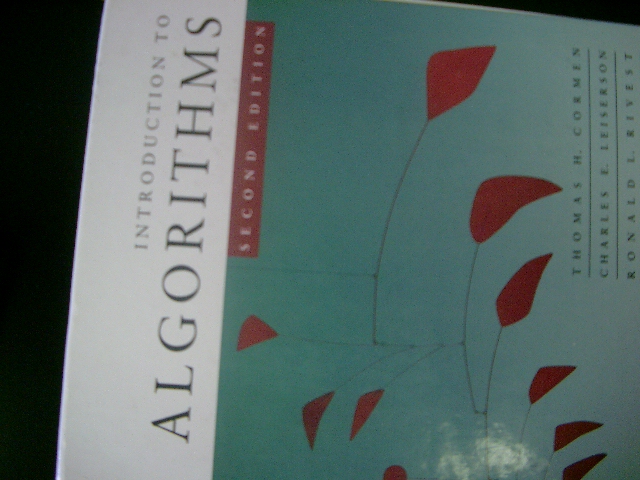 INTRODUCTION TO
ALGORITHMS
SECOND EDITION
THOMAS H. CORMEN
CHARLES E. LEISERSON
RONALD L. RIVEST